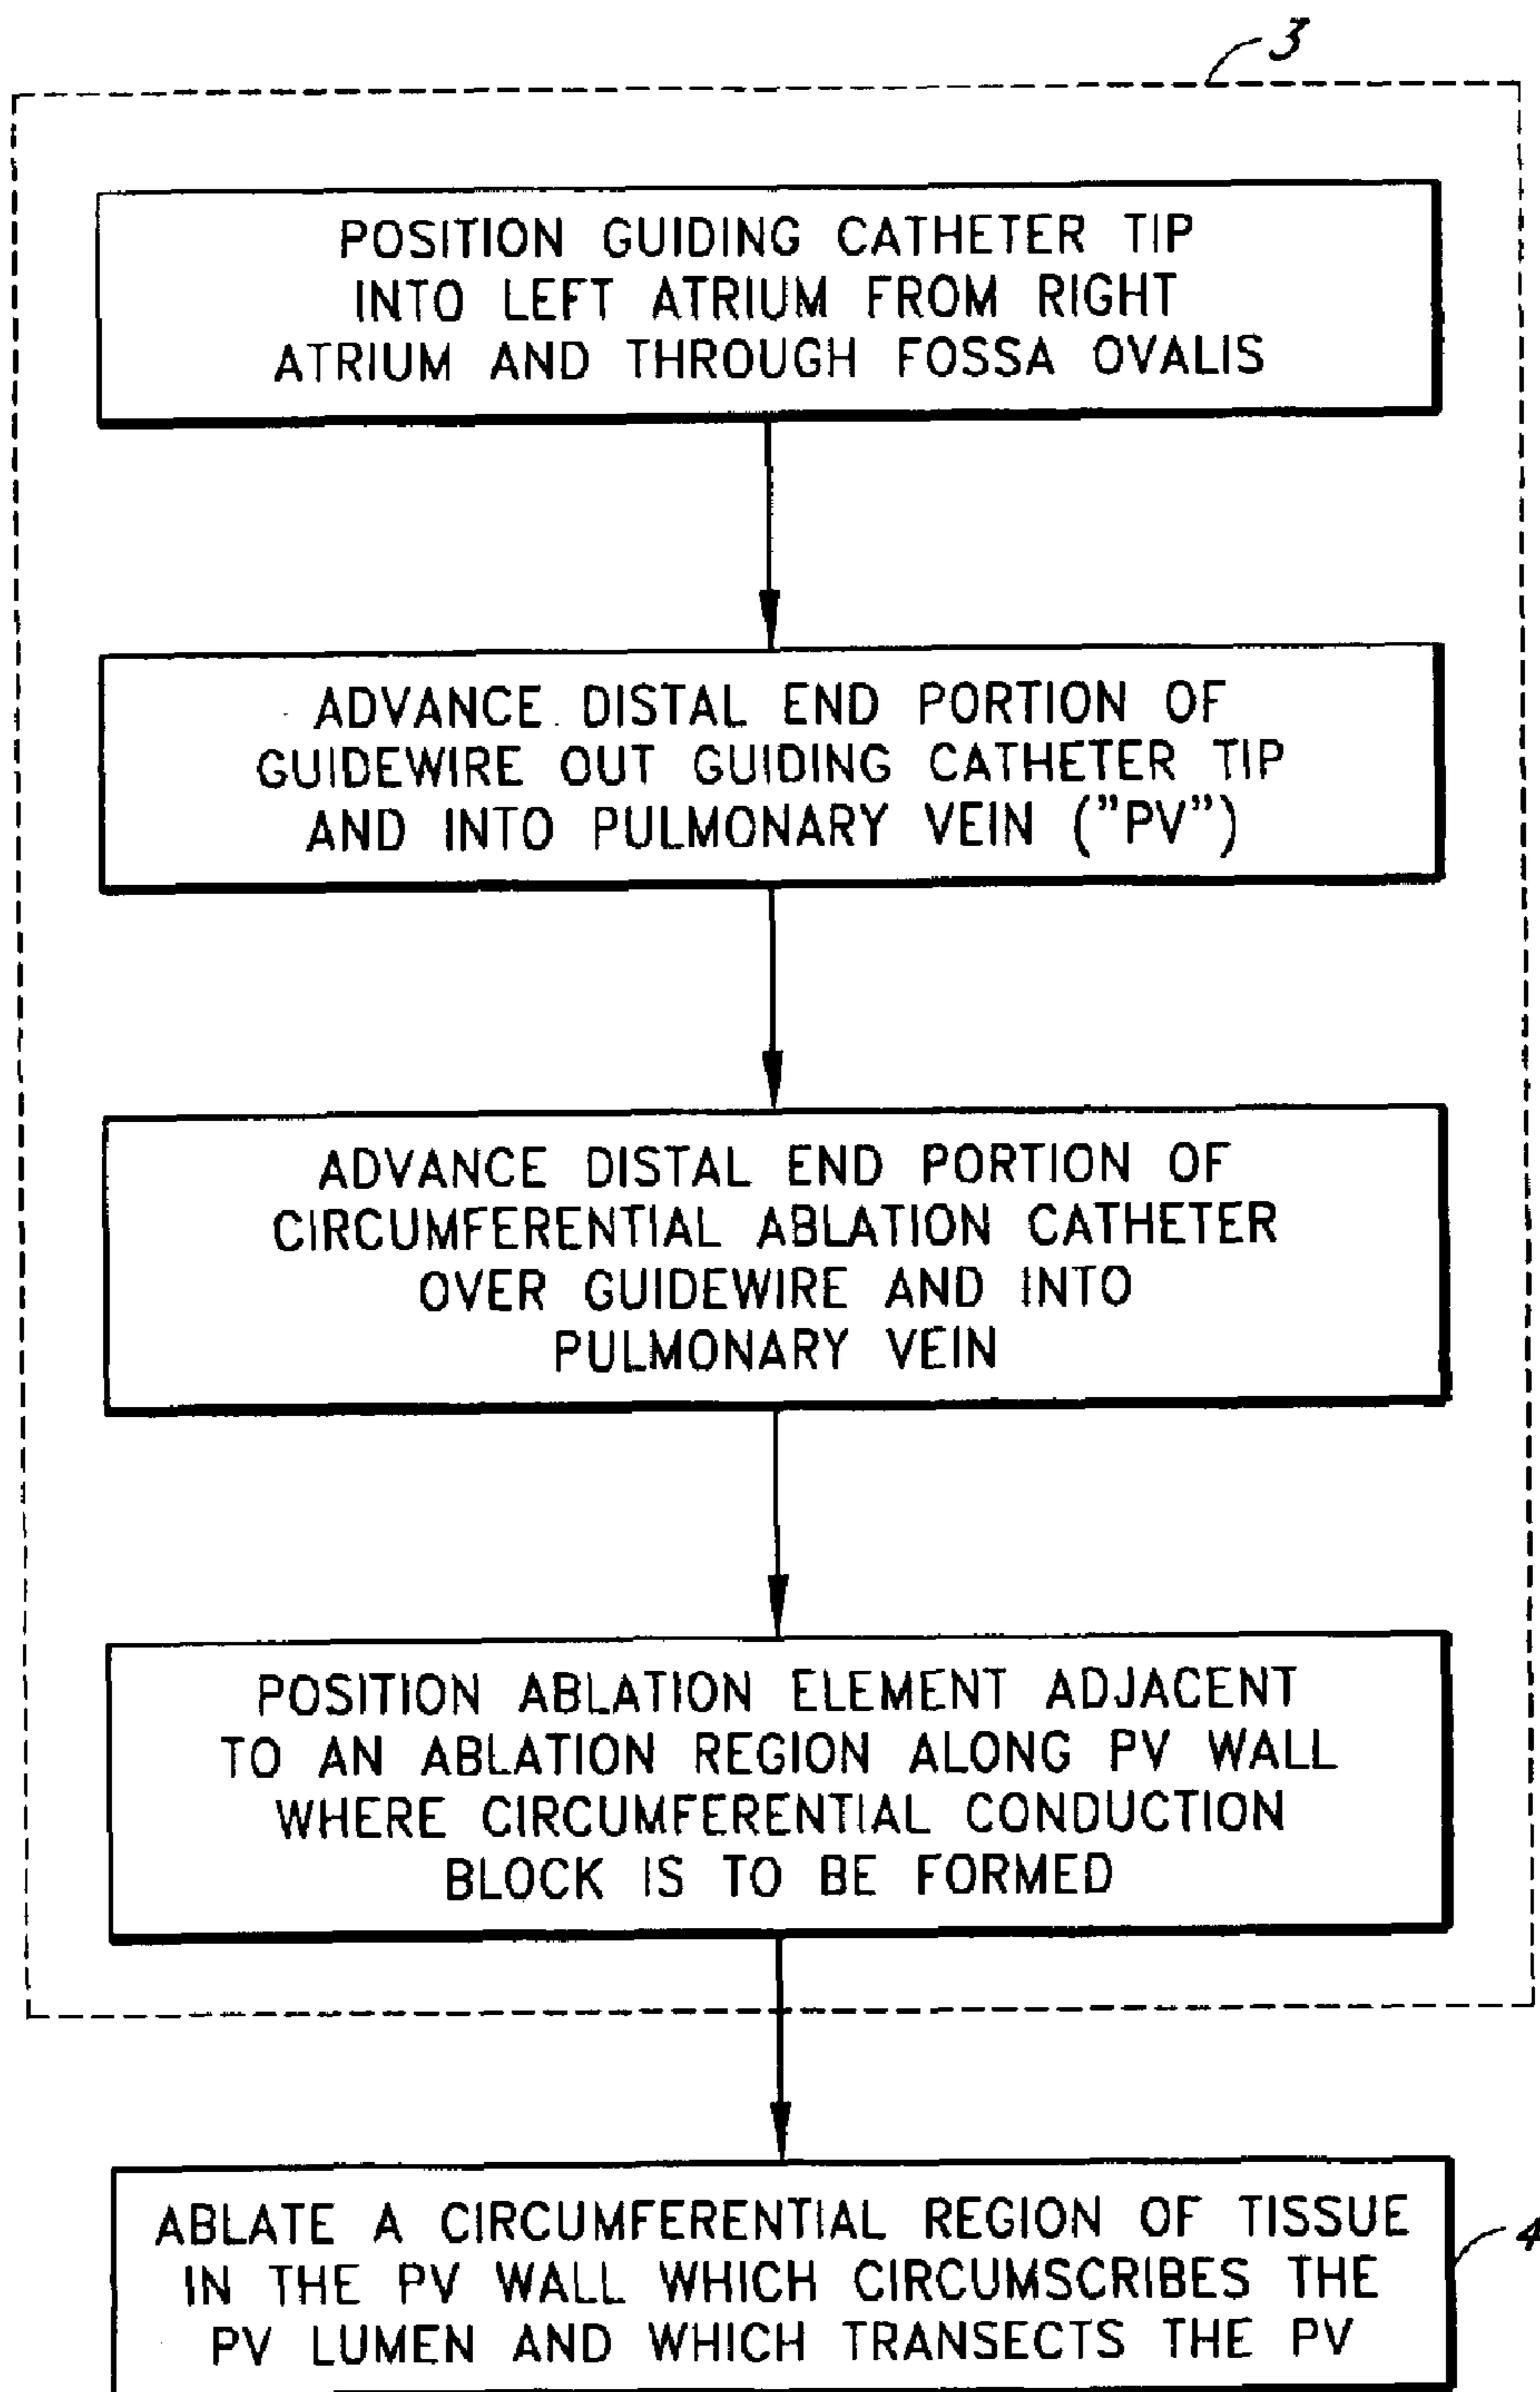 3
POSITION GUIDING CATHETER TIP
INTO LEFT ATRIUM FROM RIGHT
ATRIUM AND THROUGH FOSSA OVALIS
ADVANCE DISTAL END PORTION OF
GUIDEWIRE OUT GUIDING CATHETER TIP
AND INTO PULMONARY VEIN (”PV”)
ADVANCE DISTAL END PORTION OF
CIRCUMFERENTIAL ABLATION CATHETER
OVER GUIDEWIRE AND INTO
PULMONARY VEIN
POSITION ABLATION ELEMENT ADJACENT
TO AN ABLATION REGION ALONG PV WALL
WHERE CIRCUMFERENTIAL CONDUCTION
BLOCK IS TO BE FORMED
ABLATE A CIRCUMFERENTIAL REGION OF TISSUE
IN THE PV WALL WHICH CIRCUMSCRIBES THE
PV LUMEN AND WHICH TRANSECTS THE PV
4